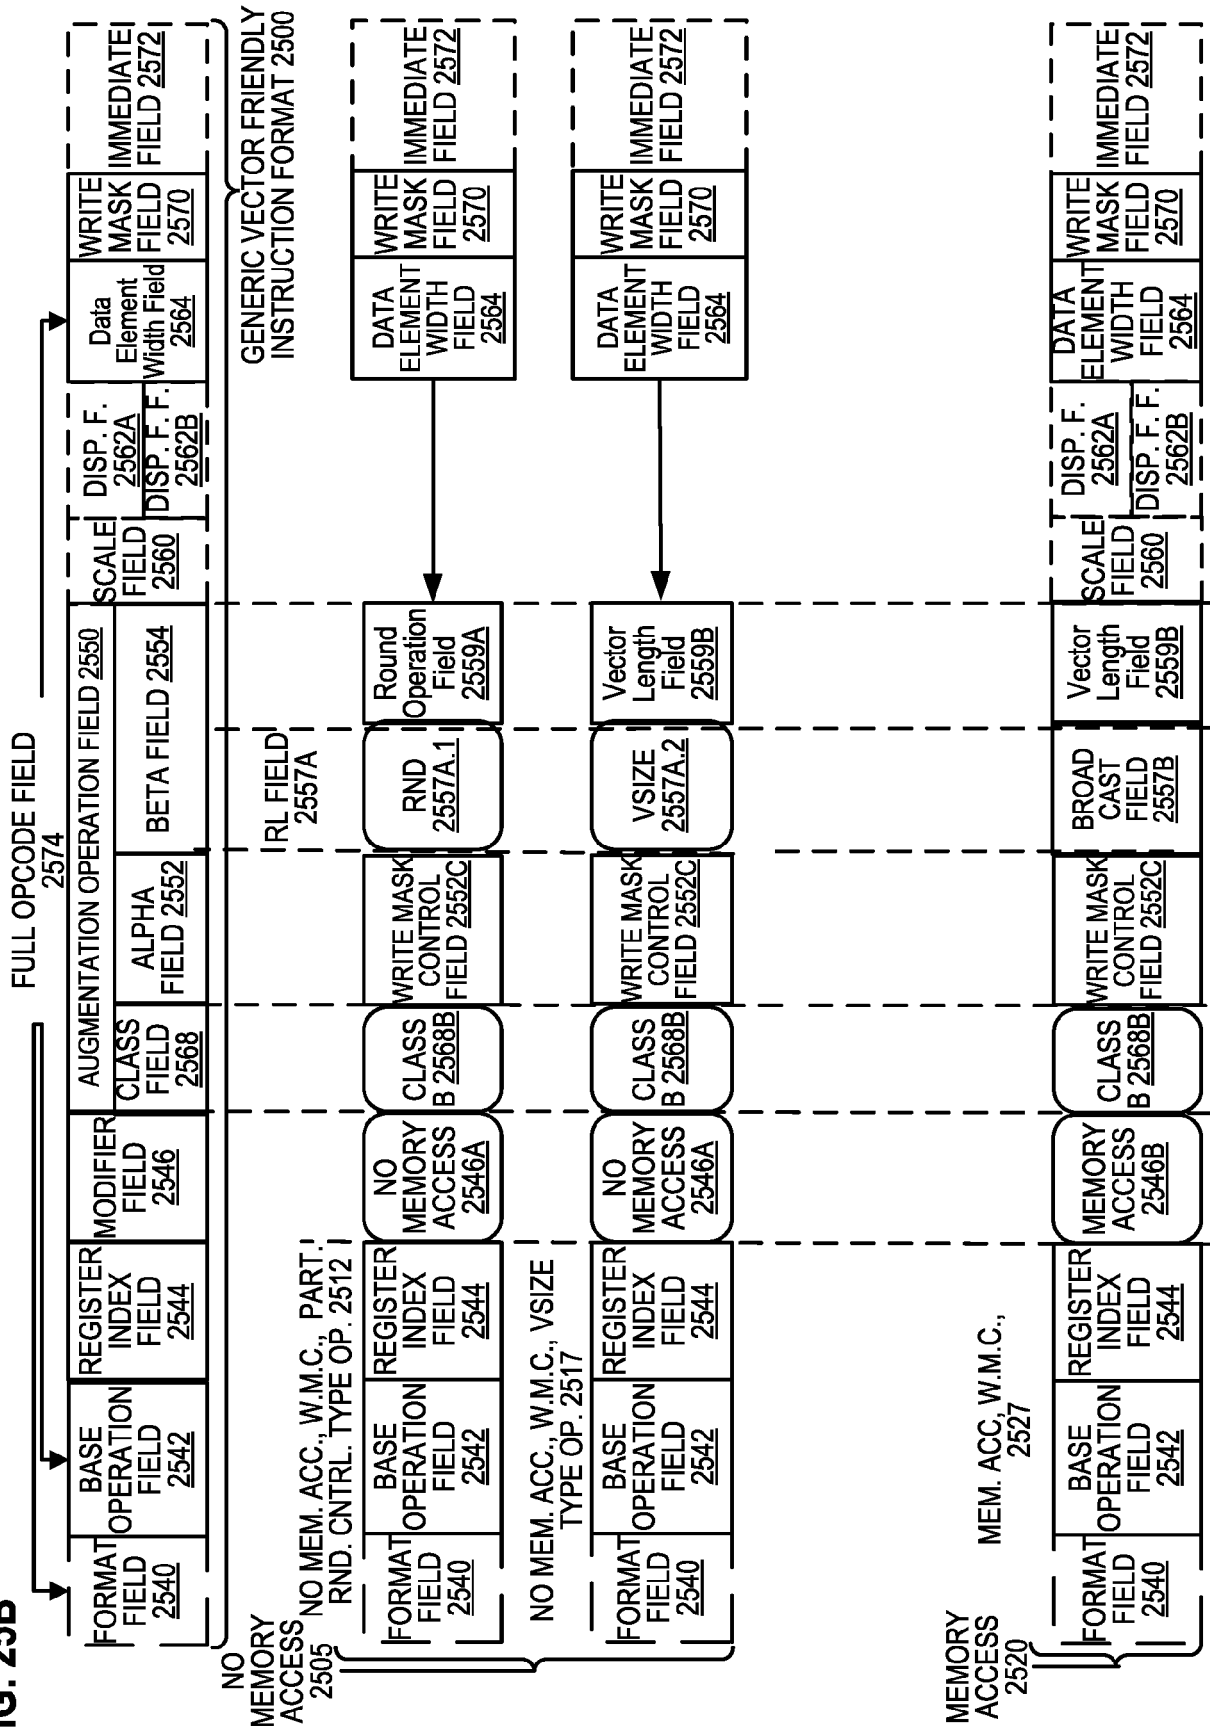 IG. 25B
FULL OPCODE FIELD
2574
FORMAT
FIELD
2540
BASE
OPERATION
FIELD
2542
REGISTER
INDEX
FIELD
2544
MODIFIER
FIELD
2546
AUGMENTATION OPERATION FIELD 2550
CLASS
FIELD
2568
ALPHA
FIELD 2552
BETA FIELD 2554
SCALE
FIELD
2560
DISP. F.
2562A
DISP. F. F.
2562B
Data
Element
Width Field
2564
WRITE
MASK
FIELD
2570
IMMEDIATE
FIELD 2572
GENERIC VECTOR FRIENDLY
INSTRUCTION FORMAT 2500
NO
MEMORY
ACCESS
2505
NO MEM. ACC., W.M.C., PART.
RND. CNTRL. TYPE OP. 2512
RL FIELD
2557A
FORMAT
FIELD
2540
BASE
OPERATION
FIELD
2542
REGISTER
INDEX
FIELD
2544
NO
MEMORY
ACCESS
2546A
CLASS
B 2568B
WRITE MASK
CONTROL
FIELD 2552C
RND
2557A.1
Round
Operation
Field
2559A
DATA
ELEMENT
WIDTH
FIELD
2564
WRITE
MASK
FIELD
2570
IMMEDIATE
FIELD 2572
NO MEM. ACC., W.M.C., VSIZE
TYPE OP. 2517
FORMAT
FIELD
2540
BASE
OPERATION
FIELD
2542
REGISTER
INDEX
FIELD
2544
NO
MEMORY
ACCESS
2546A
CLASS
B 2568B
WRITE MASK
CONTROL
FIELD 2552C
VSIZE
2557A.2
Vector
Length
Field
2559B
DATA
ELEMENT
WIDTH
FIELD
2564
WRITE
MASK
FIELD
2570
IMMEDIATE
FIELD 2572
MEMORY
ACCESS
2520
MEM. ACC, W.M.C.,
2527
FORMAT
FIELD
2540
BASE
OPERATION
FIELD
2542
REGISTER
INDEX
FIELD
2544
MEMORY
ACCESS
2546B
CLASS
B 2568B
WRITE MASK
CONTROL
FIELD 2552C
BROAD
CAST
FIELD
2557B
Vector
Length
Field
2559B
SCALE
FIELD
2560
DISP. F.
2562A
DISP. F. F.
2562B
DATA
ELEMENT
WIDTH
FIELD
2564
WRITE
MASK
FIELD
2570
IMMEDIATE
FIELD 2572